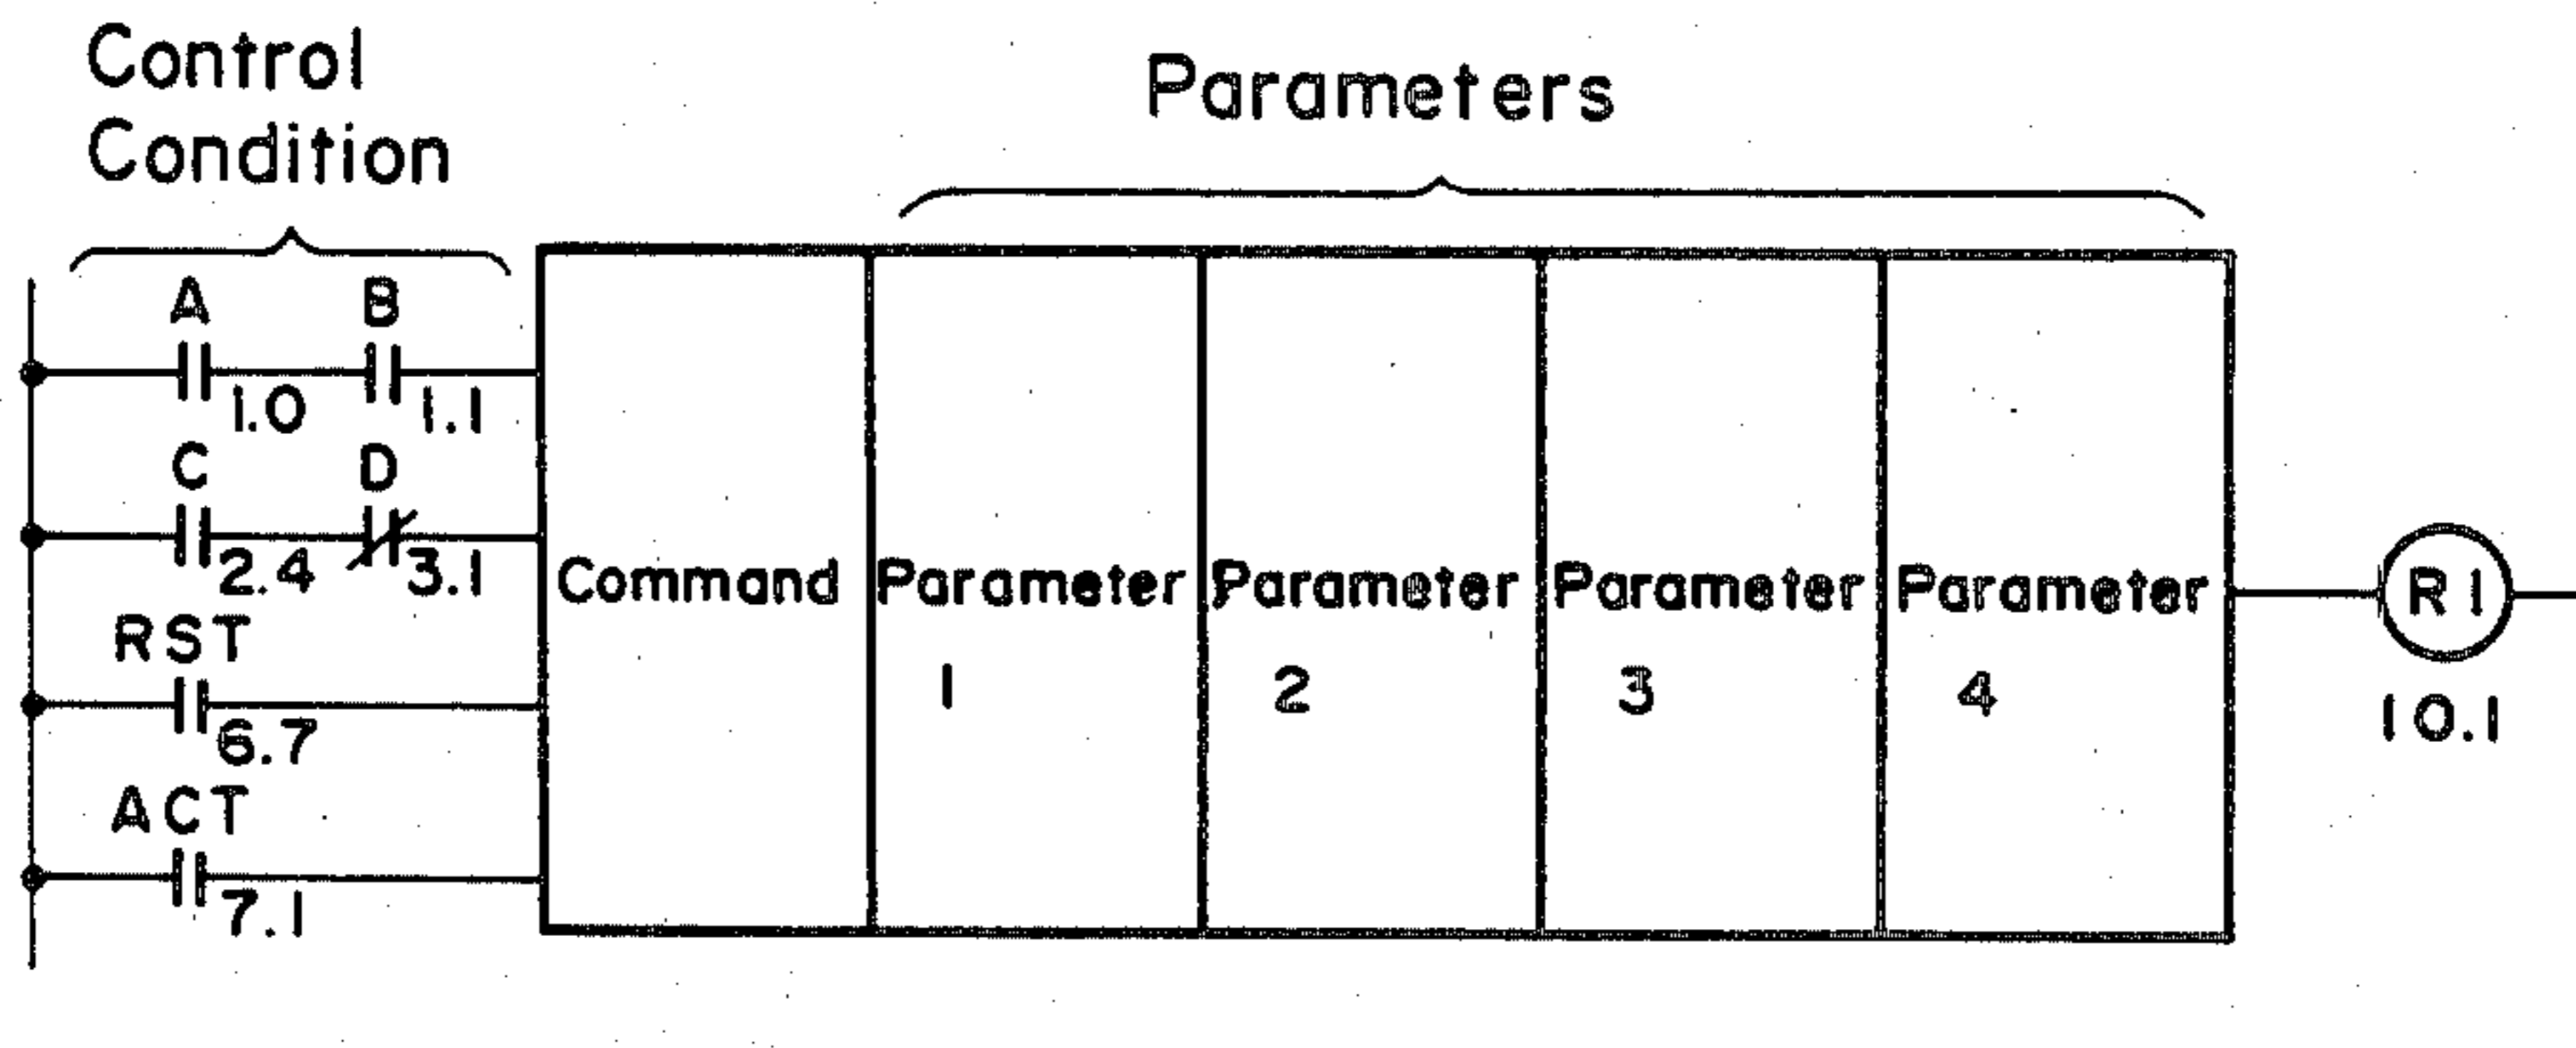 Control
Condition
Parameters
A B
1.0 1.1
C D
2.4 3.1
Command Parameter Parameter Parameter Parameter R1
RST
1 2 3 4
6.7 10.1
ACT
7.1